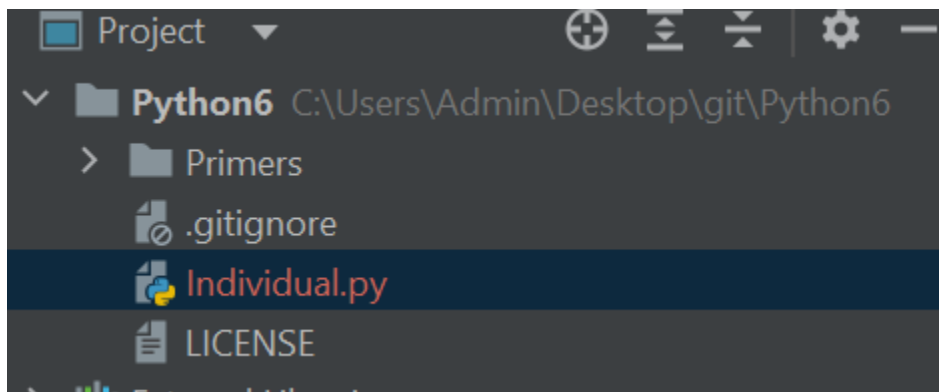 Project
Python6 C:\Users\Admin\Desktop\git\Python6
Primers
.gitignore
Individual.py
LICENSE